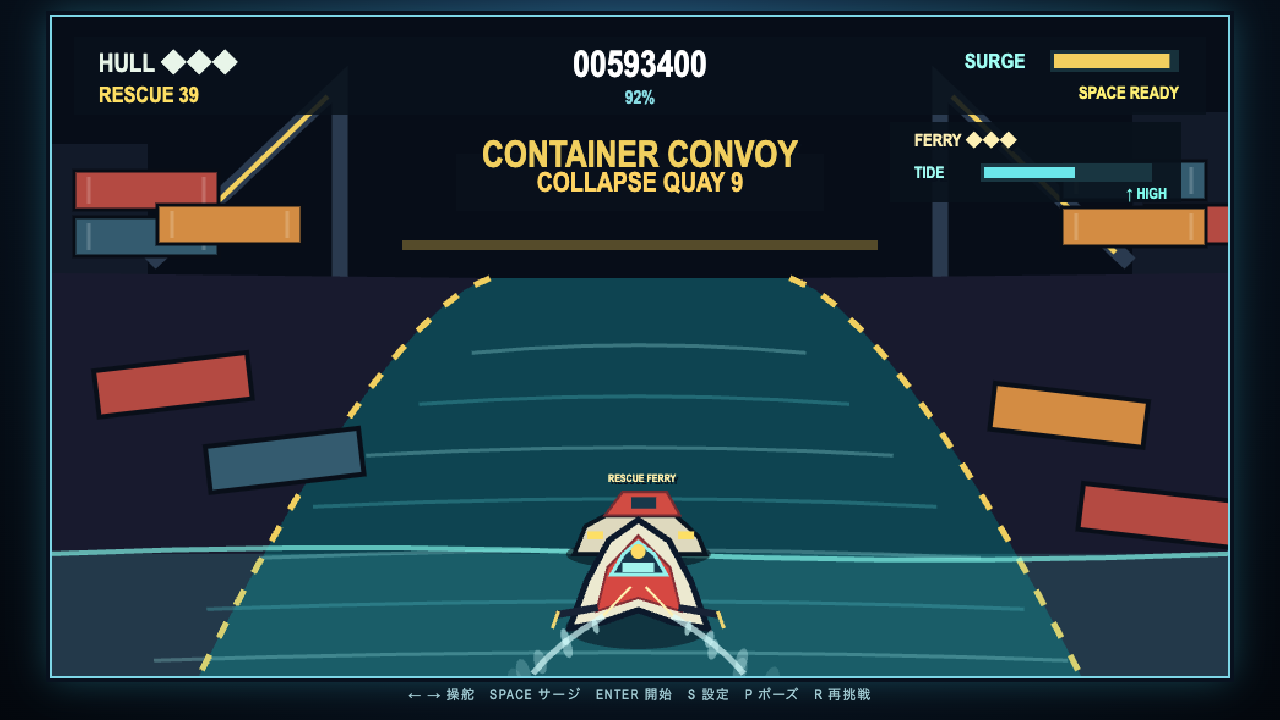 HULL
RESCUE 39
00593400
92%
SURGE
SPACE READY
CONTAINER CONVOY
COLLAPSE QUAY 9
FERRY
TIDE
↑ HIGH
RESCUE FERRY
← → 操舵 SPACE サージ ENTER 開始 S 設定 P ポーズ R 再挑戦